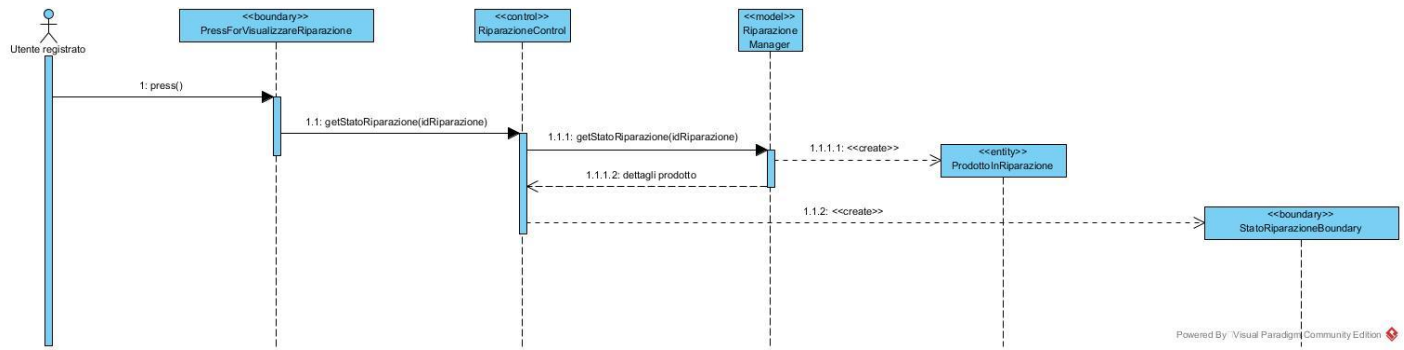 <<boundary>>
PressForVisualizzareRiparazione
<<control>>
RiparazioneControl
<<model>>
Riparazione
Manager
Utente registrato
1: press()
1.1: getStatoRiparazione(idRiparazione)
1.1.1: getStatoRiparazione(idRiparazione)
1.1.1.1: <<create>>
<<entity>>
ProdottoInRiparazione
1.1.1.2: dettagli prodotto
1.1.2: <<create>>
<<boundary>>
StatoRiparazioneBoundary
Powered By Visual Paradigm Community Edition